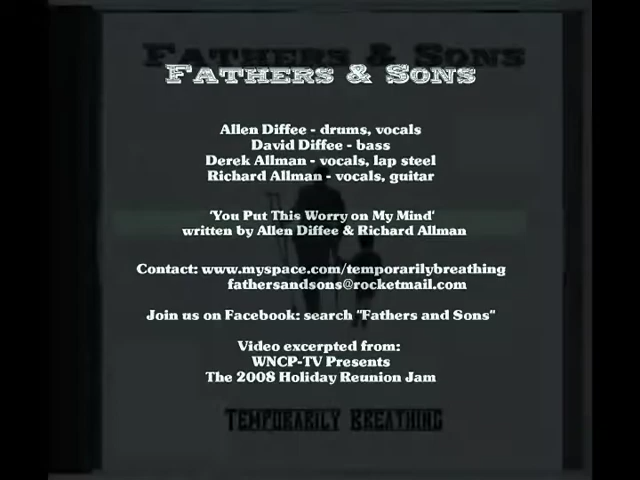 FATHERS & SONS
FATHERS & SONS
Allen Diffee - drums, vocals
David Diffee - bass
Derek Allman - vocals, lap steel
Richard Allman - vocals, guitar
'You Put This Worry on My Mind'
written by Allen Diffee & Richard Allman
Contact: www.myspace.com/temporarilybreathing
fathersandsons@rocketmail.com
Join us on Facebook: search "Fathers and Sons"
Video excerpted from:
WNCP-TV Presents
The 2008 Holiday Reunion Jam
TEMPORARILY BREATHING